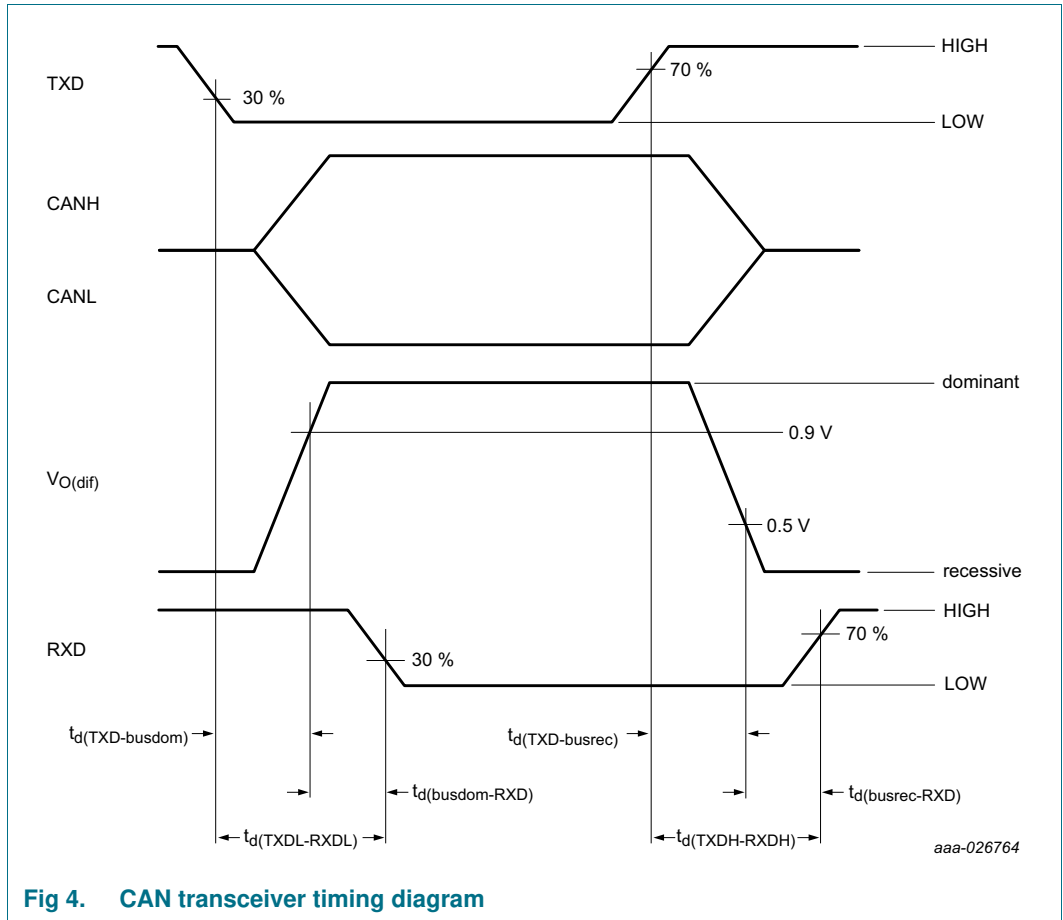 HIGH
TXD
70 %
30 %
LOW
CANH
CANL
dominant
0.9 V
VO(dif)
0.5 V
recessive
HIGH
RXD
70 %
30 %
LOW
td(TXD-busdom)
td(TXD-busrec)
td(busdom-RXD)
td(busrec-RXD)
td(TXDL-RXDL)
td(TXDH-RXDH)
aaa-026764
Fig 4. CAN transceiver timing diagram